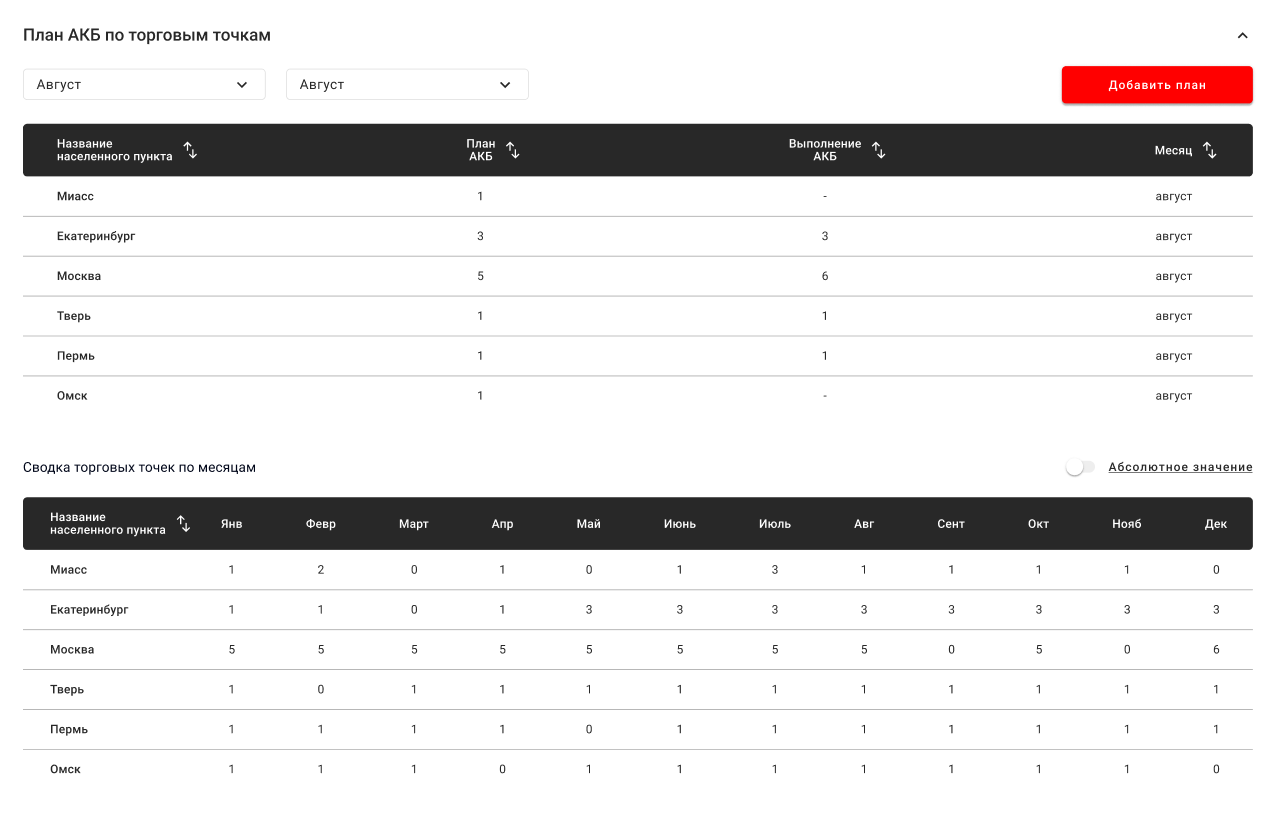 План АКБ по торговым точкам
Август Август Добавить план
Название населенного пункта План АКБ Выполнение АКБ Месяц
Миасс 1 - август
Екатеринбург 3 3 август
Москва 5 6 август
Тверь 1 1 август
Пермь 1 1 август
Омск 1 - август
Сводка торговых точек по месяцам Абсолютное значение
Название населенного пункта Янв Февр Март Апр Май Июнь Июль Авг Сент Окт Нояб Дек
Миасс 1 2 0 1 0 1 3 1 1 1 1 0
Екатеринбург 1 1 0 1 3 3 3 3 3 3 3 3
Москва 5 5 5 5 5 5 5 5 0 5 0 6
Тверь 1 0 1 1 1 1 1 1 1 1 1 1
Пермь 1 1 1 1 0 1 1 1 1 1 1 1
Омск 1 1 1 0 1 1 1 1 1 1 1 0